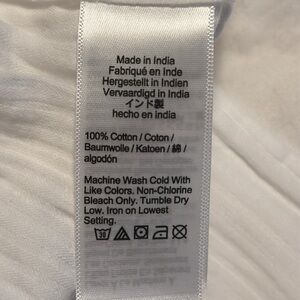 Made in India
Fabriqué en Inde
Hergestellt in Indien
Vervaardigd in India
インド製
hecho en india
100% Cotton / Coton /
Baumwolle / Katoen / 綿 /
algodón
Machine Wash Cold With
Like Colors. Non-Chlorine
Bleach Only. Tumble Dry
Low. Iron on Lowest
Setting.
30